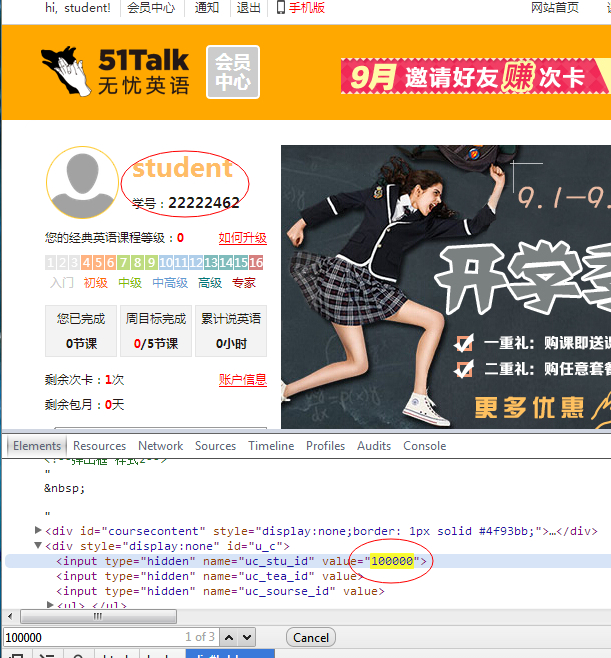 hi, student! 会员中心 通知 退出 手机版 网站首页
51Talk
无忧英语
会员
中心
9月 邀请好友 赚 次卡
student
学号：22222462
您的经典英语课程等级：0 如何升级
1 2 3 4 5 6 7 8 9 10 11 12 13 14 15 16
入门 初级 中级 中高级 高级 专家
您已完成 周目标完成 累计说英语
0节课 0/5节课 0小时
剩余次卡：1次 账户信息
剩余包月：0天
9.1-9.
开学
一重礼：购课即送
二重礼：购任意套
更多优惠
Elements Resources Network Sources Timeline Profiles Audits Console
"
&nbsp;
"
<div id="coursecontent" style="display:none;border: 1px solid #4f93bb;">…</div>
<div style="display:none" id="u_c">
<input type="hidden" name="uc_stu_id" value="100000">
<input type="hidden" name="uc_tea_id" value>
<input type="hidden" name="uc_sourse_id" value>
<ul> </ul>
100000 1 of 3 Cancel